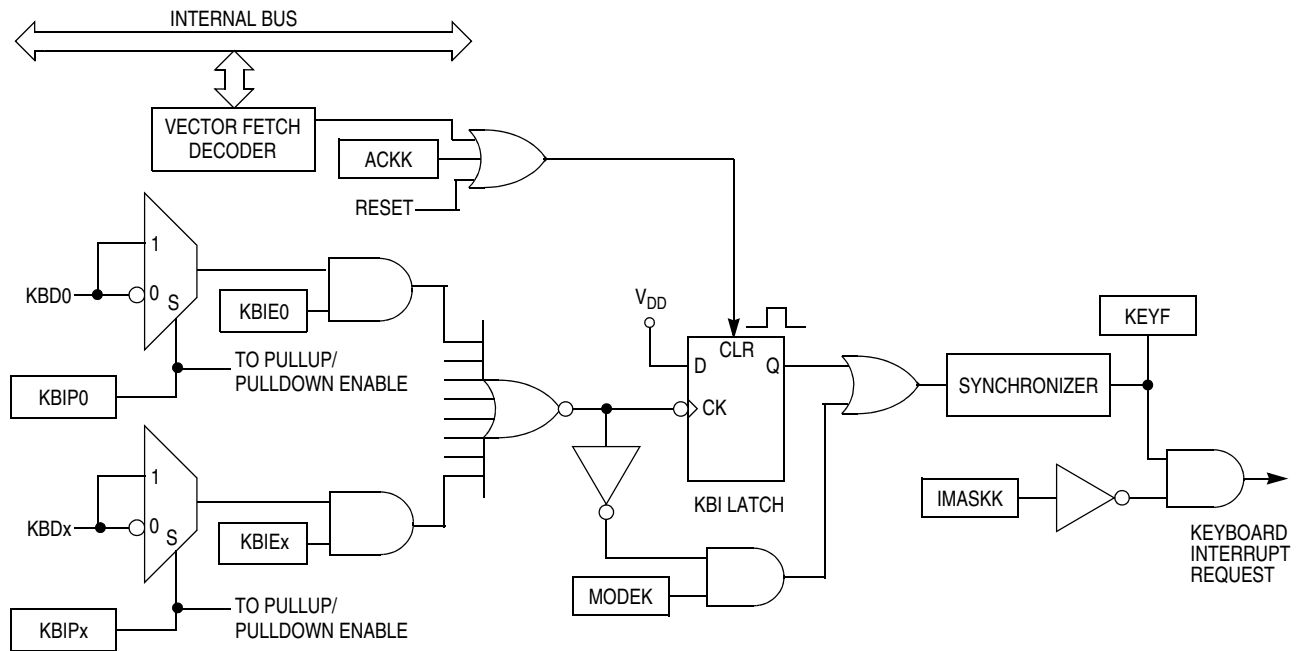 INTERNAL BUS
VECTOR FETCH
DECODER
ACKK
RESET
1
KBD0
0
S
KBIE0
TO PULLUP/
PULLDOWN ENABLE
KBIP0
VDD
CLR
D
Q
CK
KBI LATCH
KEYF
SYNCHRONIZER
1
KBDx
0
S
KBIEx
TO PULLUP/
PULLDOWN ENABLE
KBIPx
MODEK
IMASKK
KEYBOARD
INTERRUPT
REQUEST